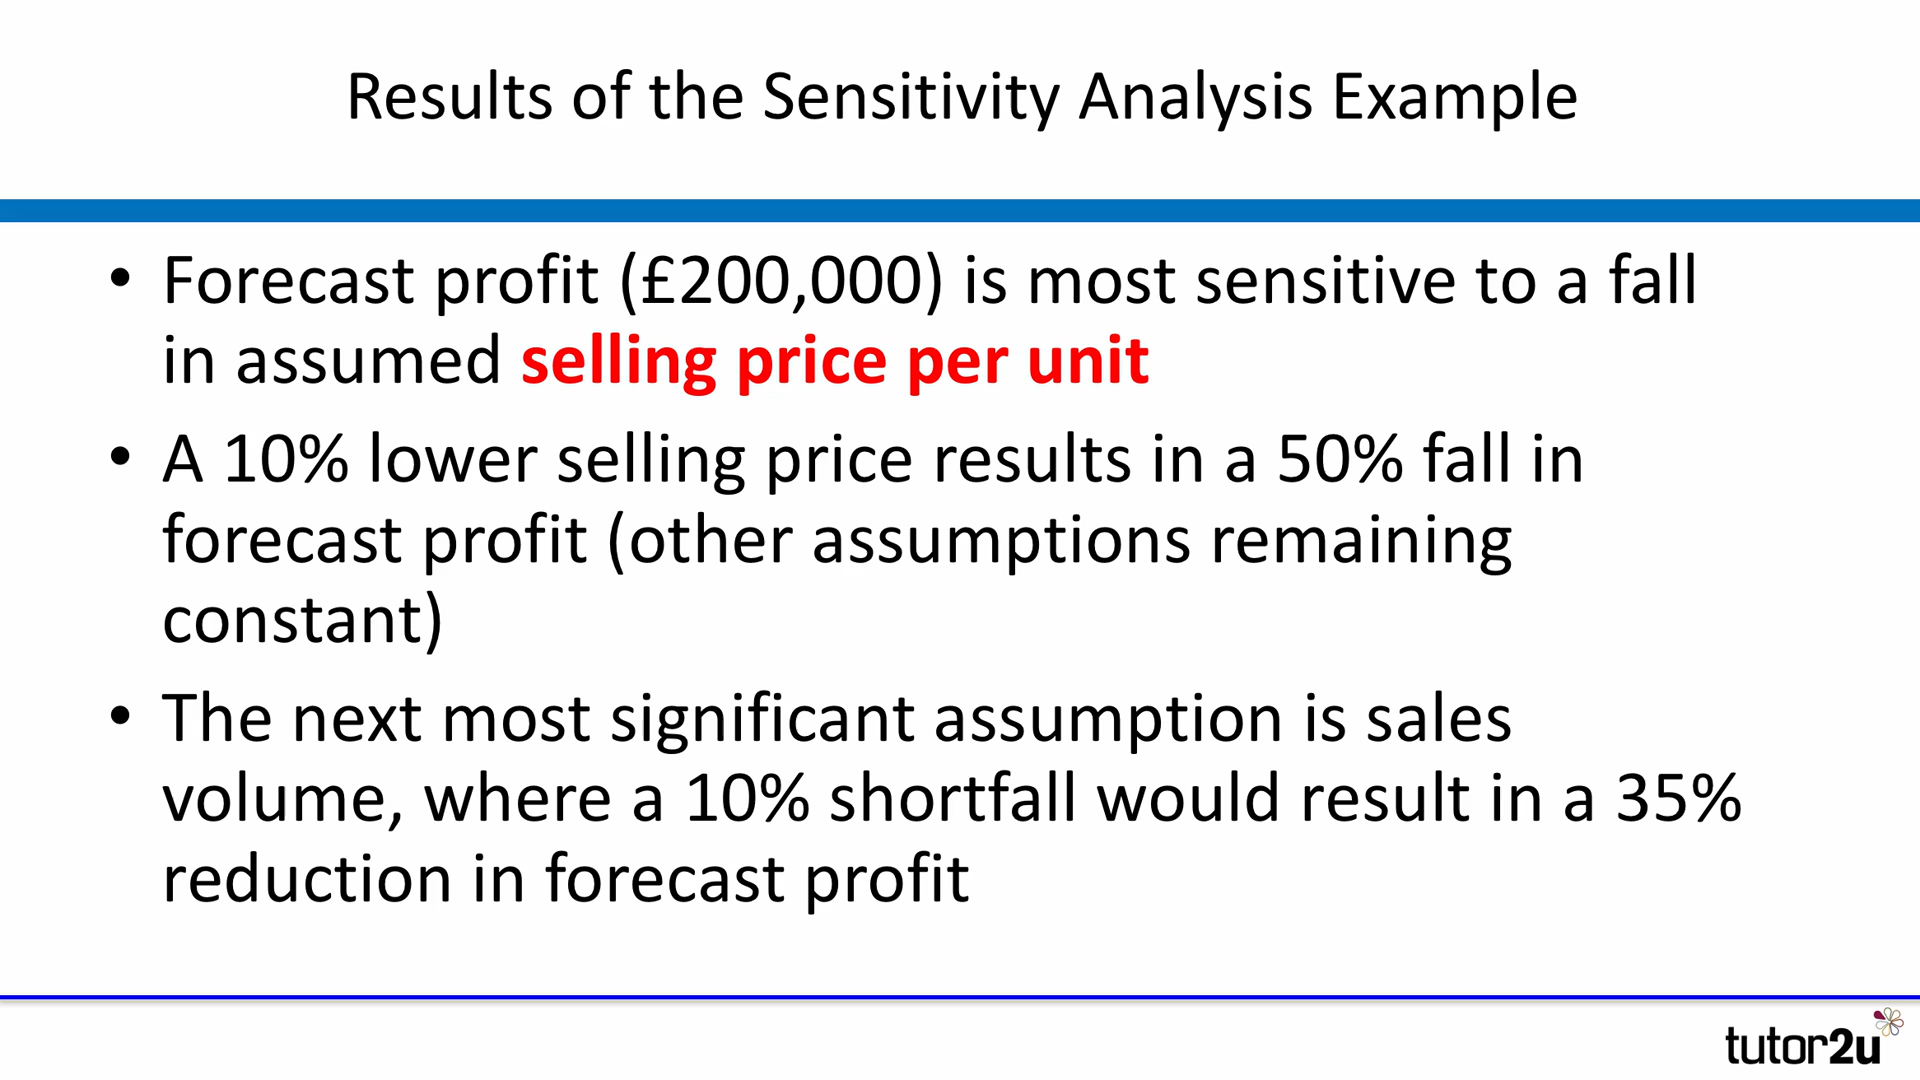 Results of the Sensitivity Analysis Example
• Forecast profit (£200,000) is most sensitive to a fall
in assumed selling price per unit
• A 10% lower selling price results in a 50% fall in
forecast profit (other assumptions remaining
constant)
• The next most significant assumption is sales
volume, where a 10% shortfall would result in a 35%
reduction in forecast profit
tutor2u